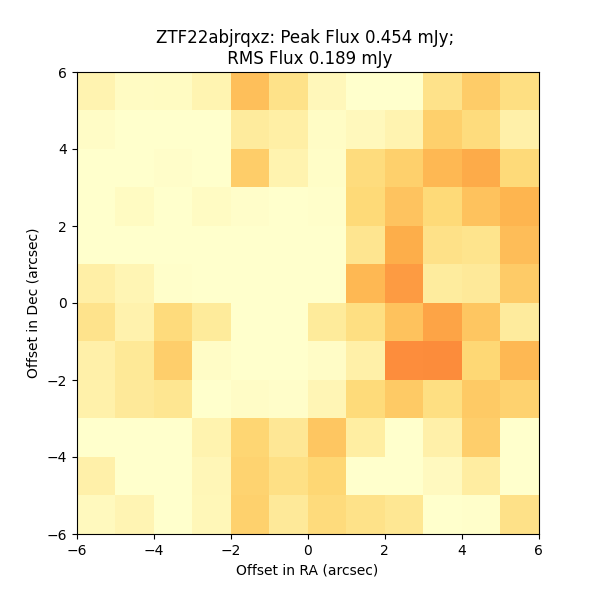 ZTF22abjrqxz: Peak Flux 0.454 mJy;
RMS Flux 0.189 mJy
6
4
2
0
−2
−4
−6
Offset in Dec (arcsec)
−6 −4 −2 0 2 4 6
Offset in RA (arcsec)